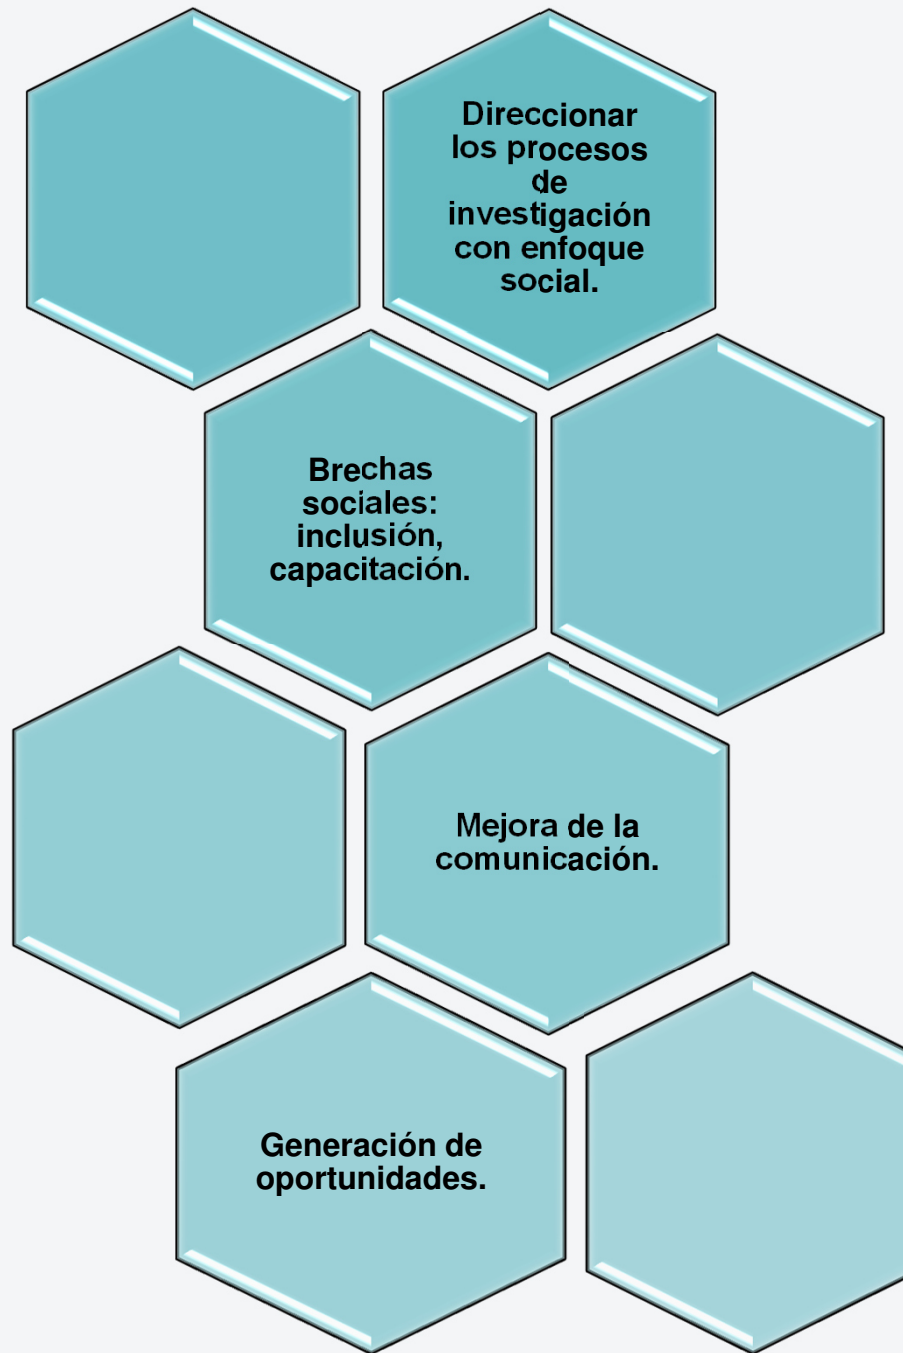 Direccionar
los procesos
de
investigación
con enfoque
social.
Brechas
sociales:
inclusión,
capacitación.
Mejora de la
comunicación.
Generación de
oportunidades.